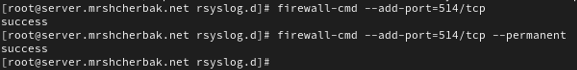 [root@server.mrshcherbak.net rsyslog.d]# firewall-cmd --add-port=514/tcp
success
[root@server.mrshcherbak.net rsyslog.d]# firewall-cmd --add-port=514/tcp --permanent
success
[root@server.mrshcherbak.net rsyslog.d]#